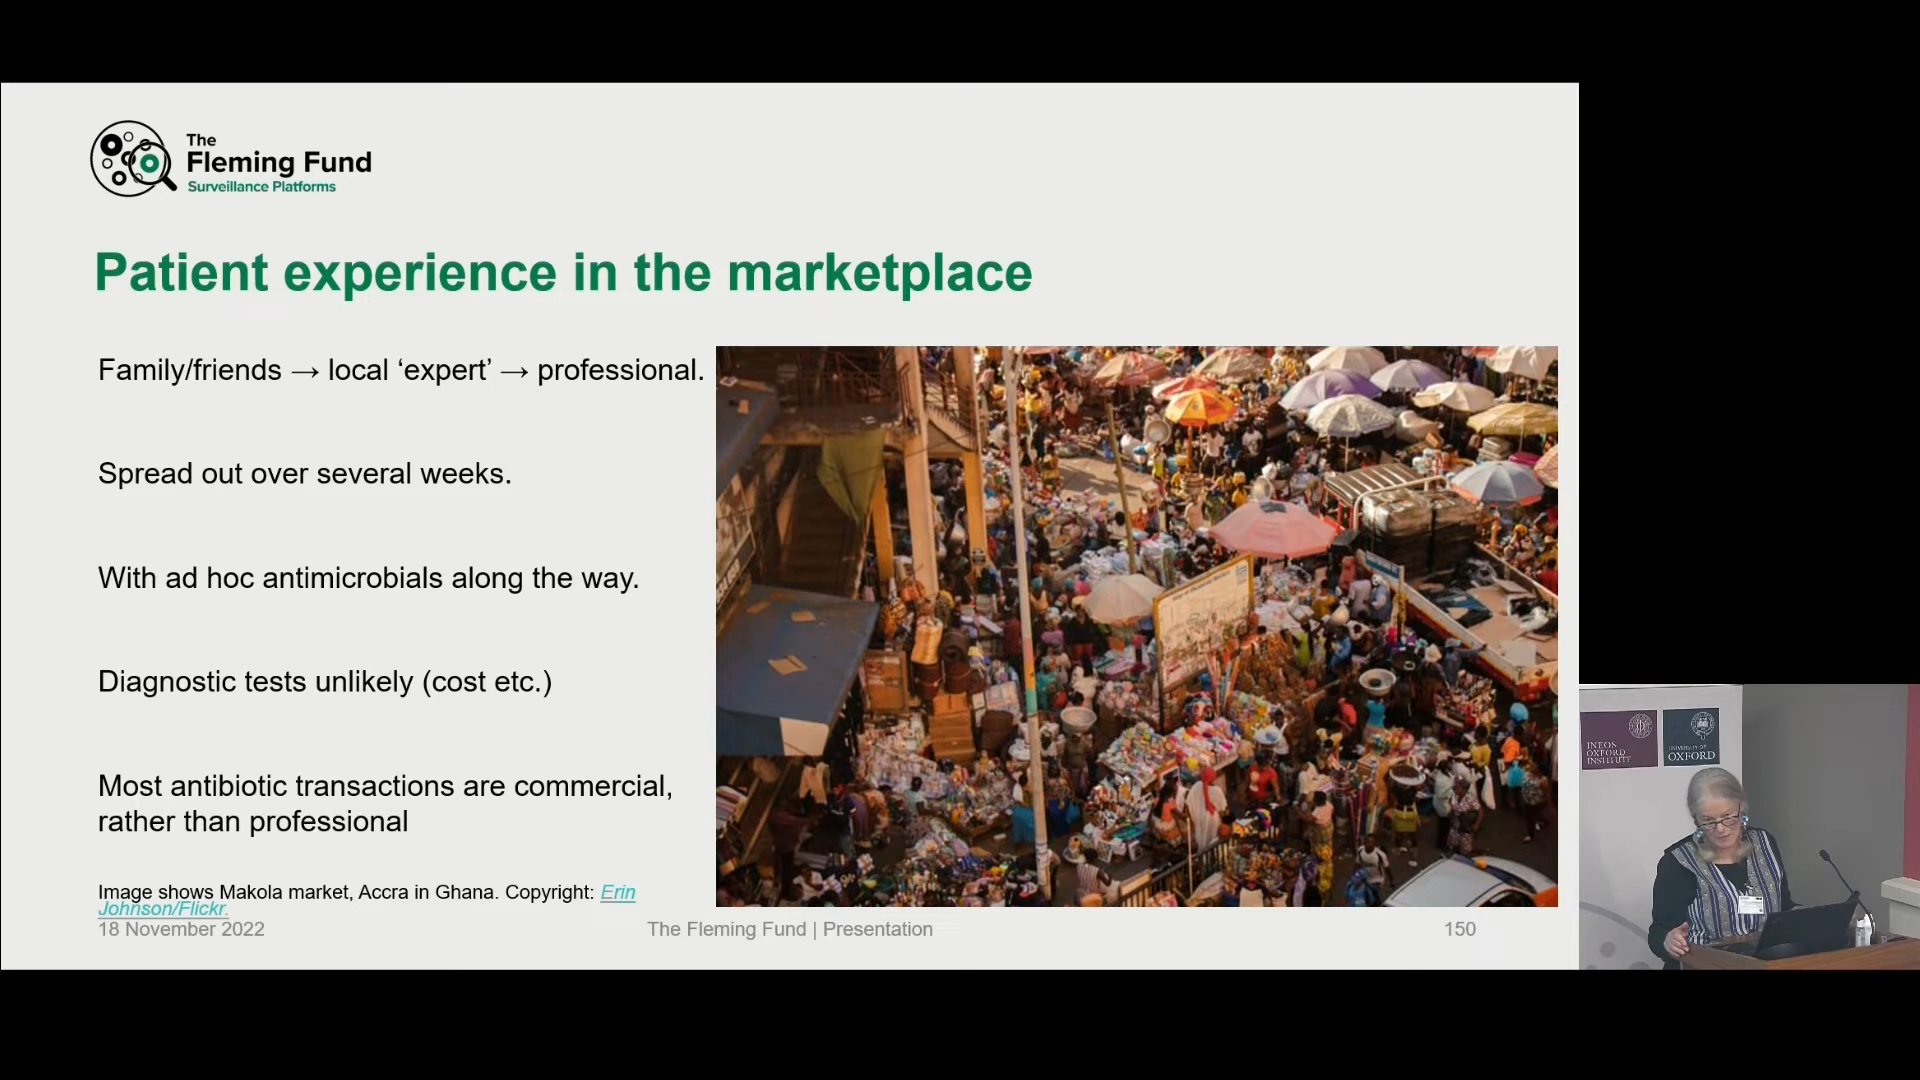 The
Fleming Fund
Surveillance Platforms
Patient experience in the marketplace
Family/friends → local ‘expert’ → professional.
Spread out over several weeks.
With ad hoc antimicrobials along the way.
Diagnostic tests unlikely (cost etc.)
Most antibiotic transactions are commercial,
rather than professional
Image shows Makola market, Accra in Ghana. Copyright: Erin
Johnson/Flickr.
18 November 2022
The Fleming Fund | Presentation
150
INEOS
OXFORD
INSTITUTE
UNIVERSITY OF
OXFORD